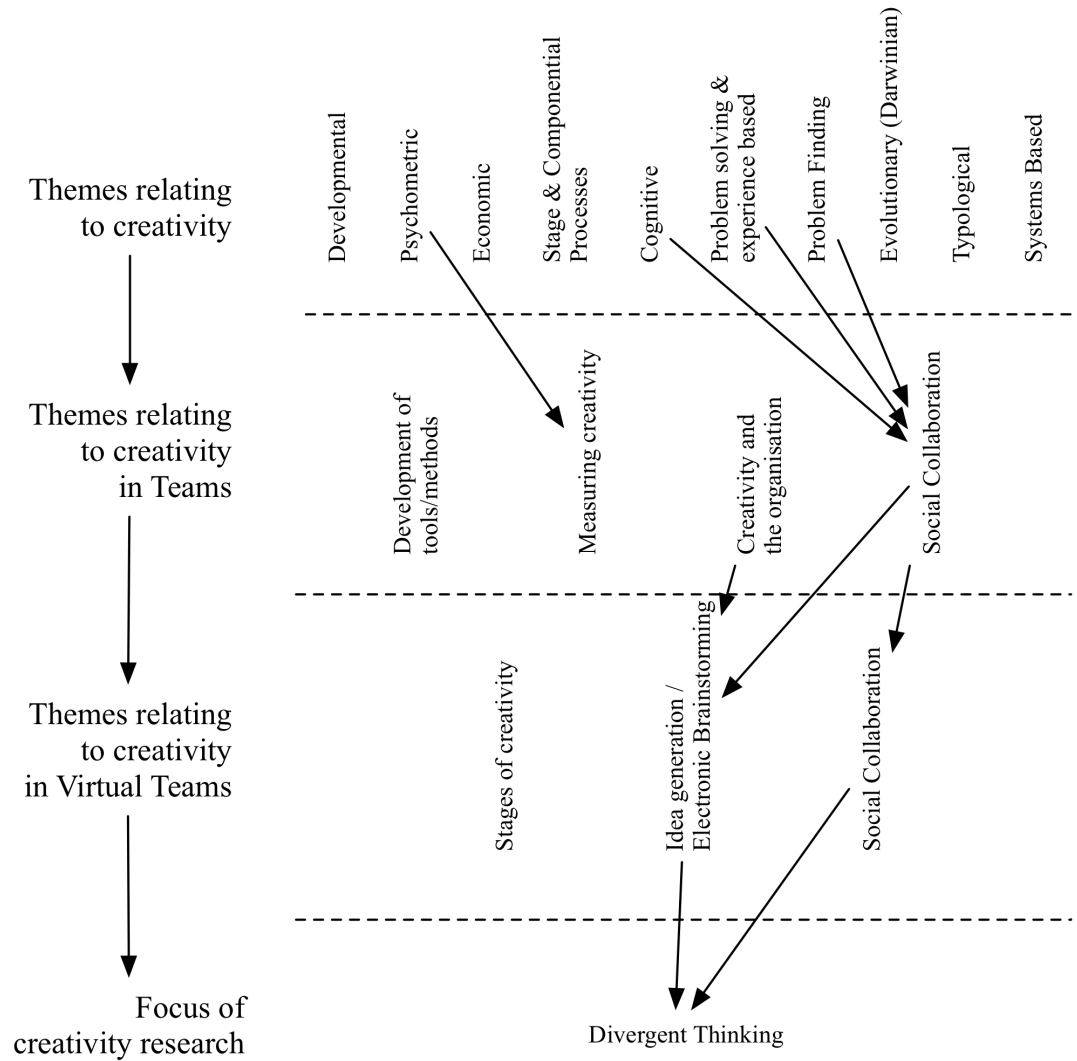 Themes relating
to creativity
Developmental
Psychometric
Economic
Stage & Componential
Processes
Cognitive
Problem solving &
experience based
Problem Finding
Evolutionary (Darwinian)
Typological
Systems Based
Themes relating
to creativity
in Teams
Development of
tools/methods
Measuring creativity
Creativity and
the organisation
Social Collaboration
Themes relating
to creativity
in Virtual Teams
Stages of creativity
Idea generation /
Electronic Brainstorming
Social Collaboration
Focus of
creativity research
Divergent Thinking